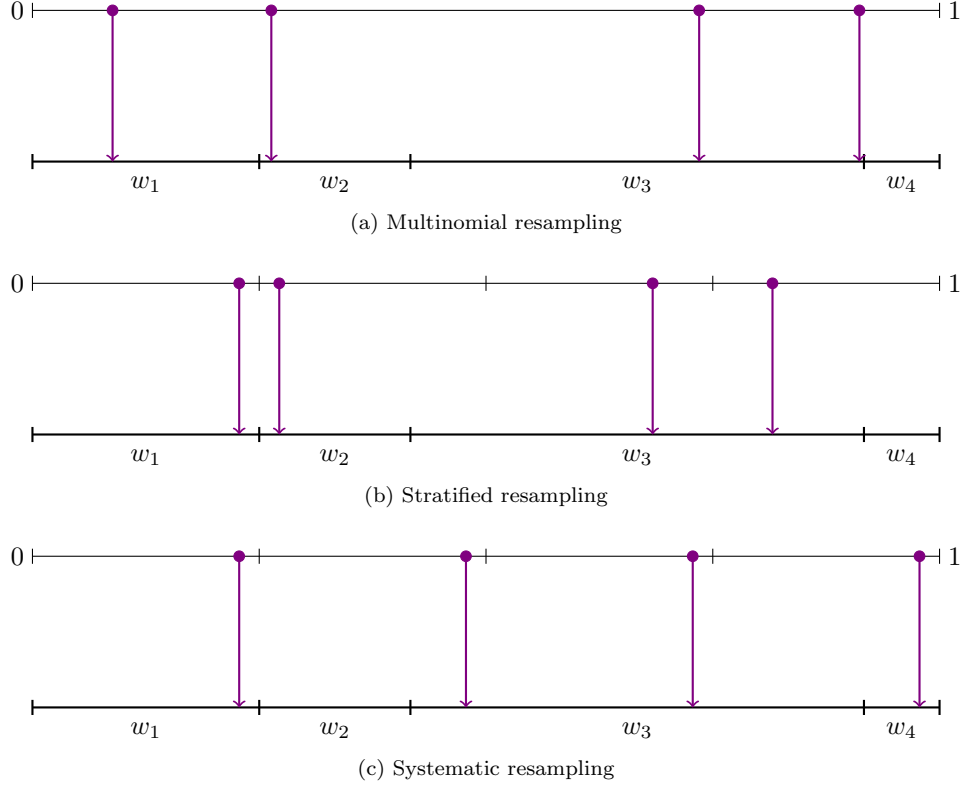 0 1
w₁ w₂ w₃ w₄
(a) Multinomial resampling
0 1
w₁ w₂ w₃ w₄
(b) Stratified resampling
0 1
w₁ w₂ w₃ w₄
(c) Systematic resampling